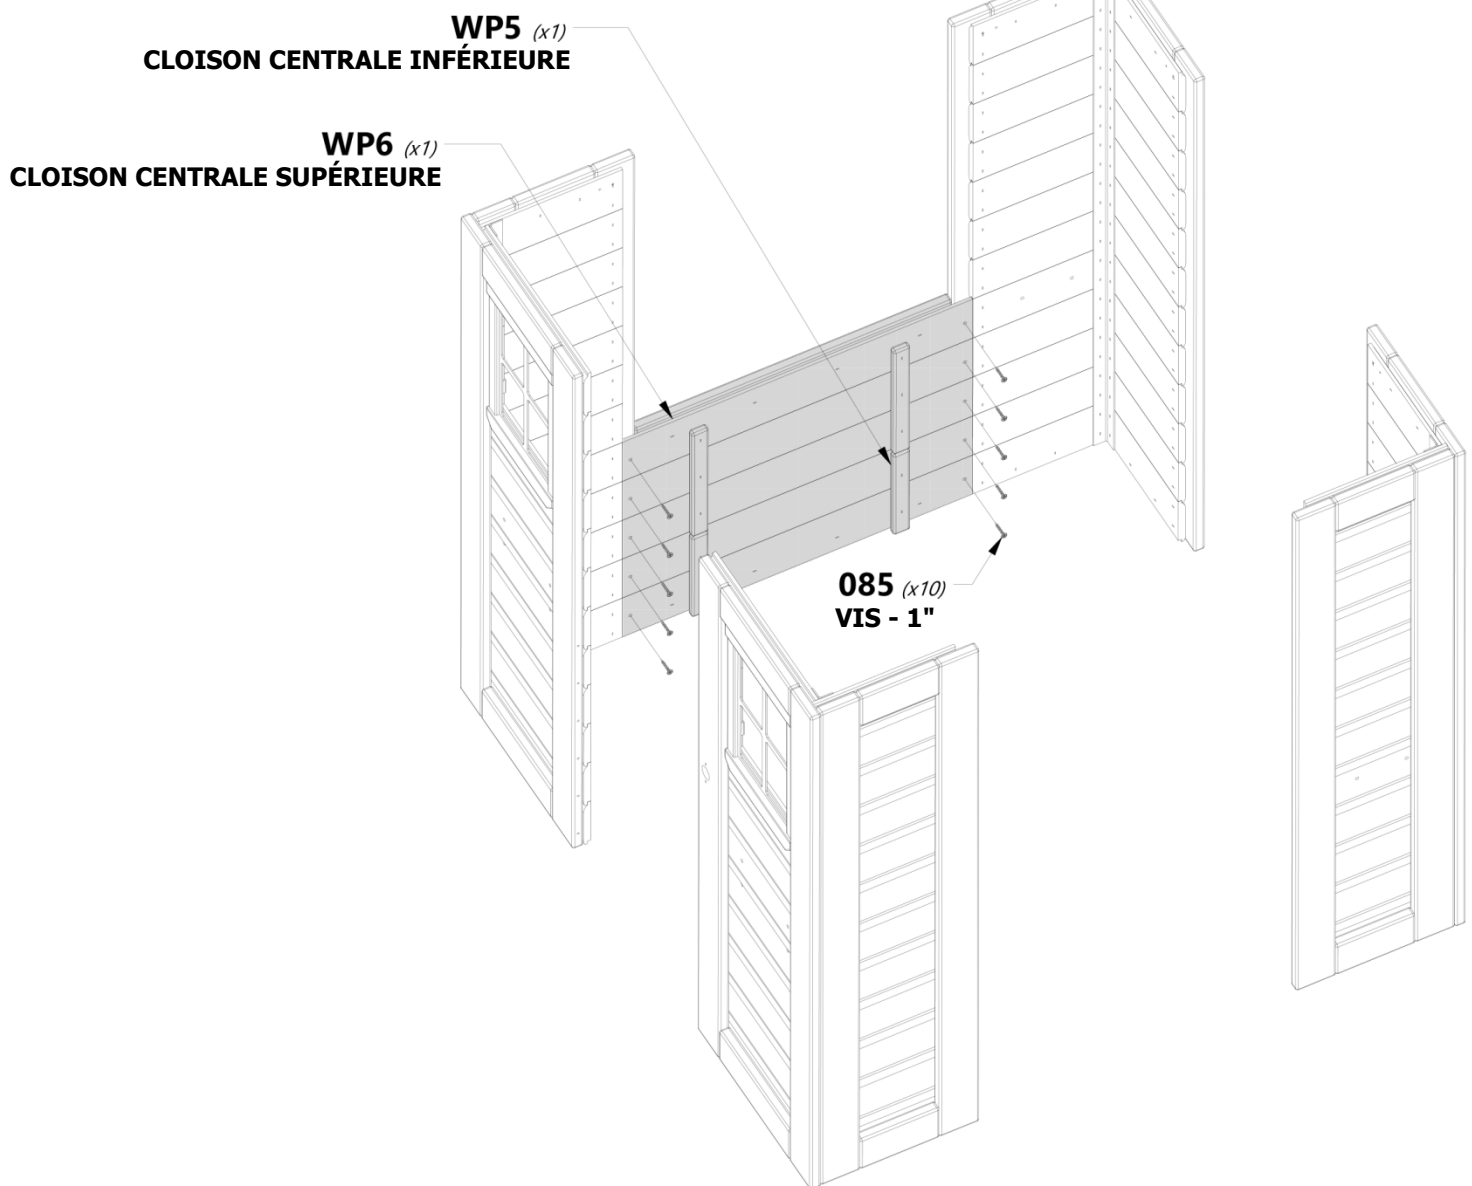 WP5 (x1)
CLOISON CENTRALE INFÉRIEURE
WP6 (x1)
CLOISON CENTRALE SUPÉRIEURE
085 (x10)
VIS - 1"